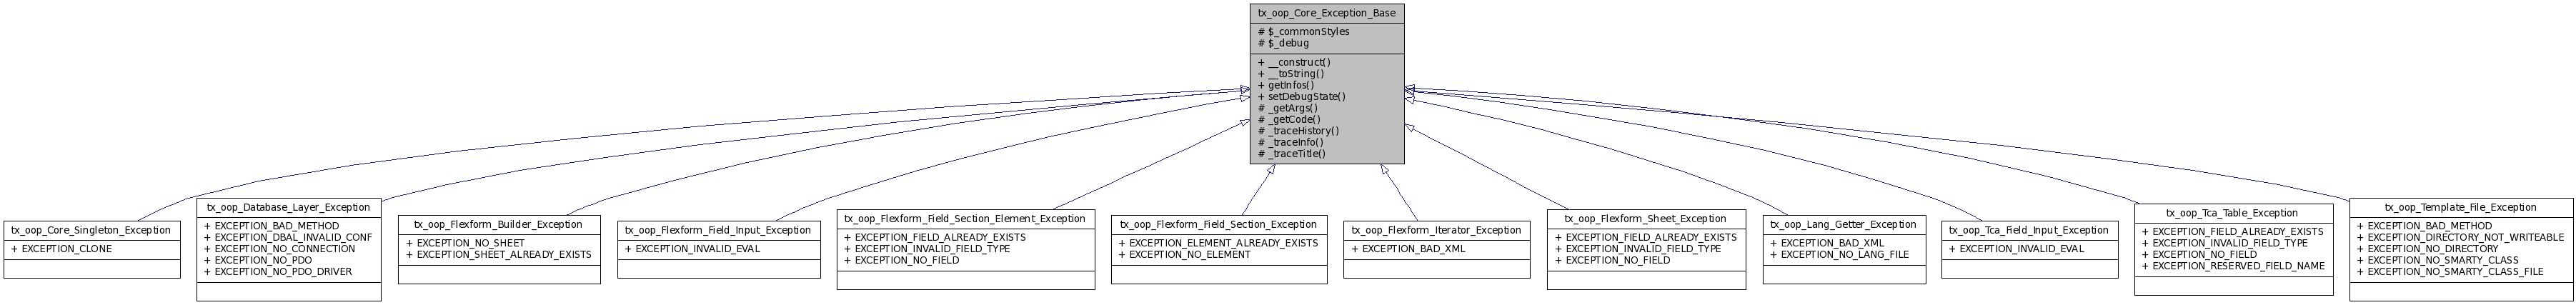 tx_oop_Core_Exception_Base
# $_commonStyles
# $_debug
+ __construct()
+ __toString()
+ getInfos()
+ setDebugState()
# _getArgs()
# _getCode()
# _traceHistory()
# _traceInfo()
# _traceTitle()
tx_oop_Core_Singleton_Exception
+ EXCEPTION_CLONE
tx_oop_Database_Layer_Exception
+ EXCEPTION_BAD_METHOD
+ EXCEPTION_DBAL_INVALID_CONF
+ EXCEPTION_NO_CONNECTION
+ EXCEPTION_NO_PDO
+ EXCEPTION_NO_PDO_DRIVER
tx_oop_Flexform_Builder_Exception
+ EXCEPTION_NO_SHEET
+ EXCEPTION_SHEET_ALREADY_EXISTS
tx_oop_Flexform_Field_Input_Exception
+ EXCEPTION_INVALID_EVAL
tx_oop_Flexform_Field_Section_Element_Exception
+ EXCEPTION_FIELD_ALREADY_EXISTS
+ EXCEPTION_INVALID_FIELD_TYPE
+ EXCEPTION_NO_FIELD
tx_oop_Flexform_Field_Section_Exception
+ EXCEPTION_ELEMENT_ALREADY_EXISTS
+ EXCEPTION_NO_ELEMENT
tx_oop_Flexform_Iterator_Exception
+ EXCEPTION_BAD_XML
tx_oop_Flexform_Sheet_Exception
+ EXCEPTION_FIELD_ALREADY_EXISTS
+ EXCEPTION_INVALID_FIELD_TYPE
+ EXCEPTION_NO_FIELD
tx_oop_Lang_Getter_Exception
+ EXCEPTION_BAD_XML
+ EXCEPTION_NO_LANG_FILE
tx_oop_Tca_Field_Input_Exception
+ EXCEPTION_INVALID_EVAL
tx_oop_Tca_Table_Exception
+ EXCEPTION_FIELD_ALREADY_EXISTS
+ EXCEPTION_INVALID_FIELD_TYPE
+ EXCEPTION_NO_FIELD
+ EXCEPTION_RESERVED_FIELD_NAME
tx_oop_Template_File_Exception
+ EXCEPTION_BAD_METHOD
+ EXCEPTION_DIRECTORY_NOT_WRITEABLE
+ EXCEPTION_NO_DIRECTORY
+ EXCEPTION_NO_SMARTY_CLASS
+ EXCEPTION_NO_SMARTY_CLASS_FILE